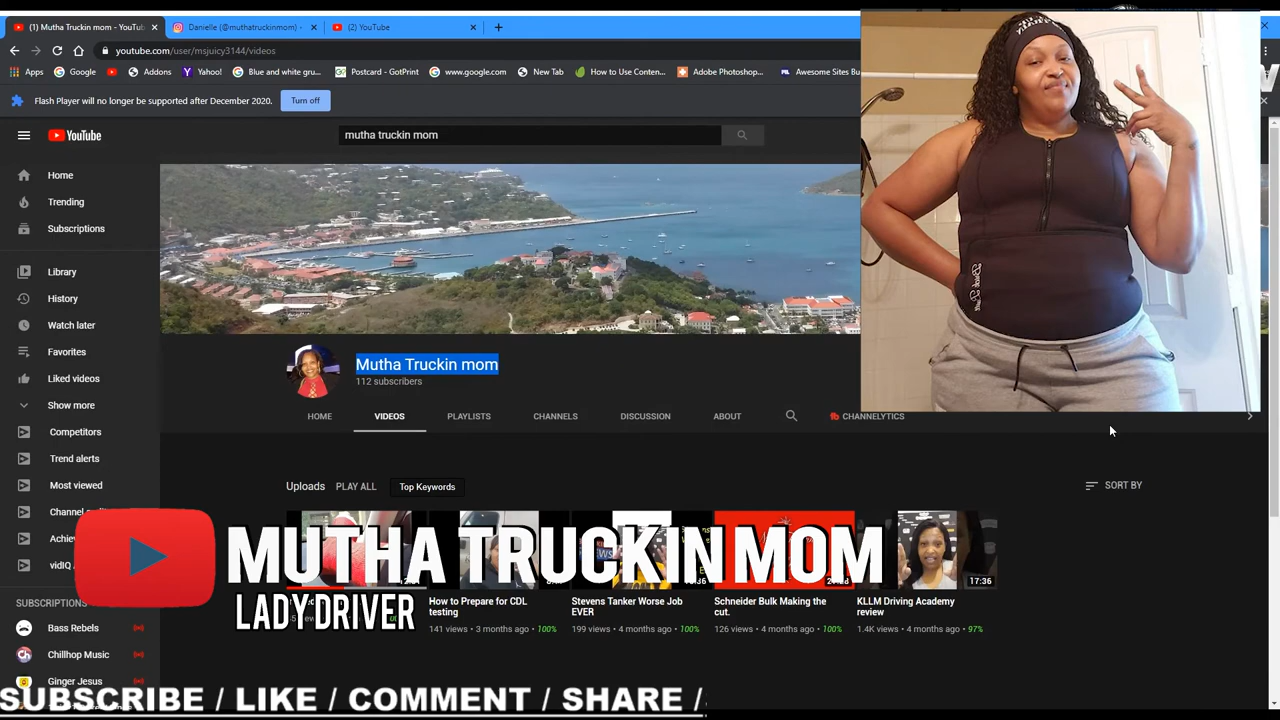 (1) Mutha Truckin mom - YouTub
Danielle (@muthatruckinmom) -
(2) YouTube
youtube.com/user/msjuicy3144/videos
Apps
Google
Addons
Yahoo!
Blue and white gru...
Postcard - GotPrint
www.google.com
New Tab
How to Use Conten...
Adobe Photoshop...
Awesome Sites Bu
Flash Player will no longer be supported after December 2020.
Turn off
YouTube
mutha truckin mom
Home
Trending
Subscriptions
Library
History
Watch later
Favorites
Liked videos
Show more
Competitors
Trend alerts
Most viewed
Channel
Achie
vidIQ
SUBSCRIPTIONS
Bass Rebels
Chillhop Music
Ginger Jesus
Mutha Truckin mom
112 subscribers
HOME
VIDEOS
PLAYLISTS
CHANNELS
DISCUSSION
ABOUT
CHANNELYTICS
Uploads
PLAY ALL
Top Keywords
SORT BY
17:36
How to Prepare for CDL
testing
141 views • 3 months ago • 100%
Stevens Tanker Worse Job
EVER
199 views • 4 months ago • 100%
Schneider Bulk Making the
cut.
126 views • 4 months ago • 100%
KLLM Driving Academy
review
1.4K views • 4 months ago • 97%
MUTHA TRUCKIN MOM
LADY DRIVER
SUBSCRIBE / LIKE / COMMENT / SHARE /